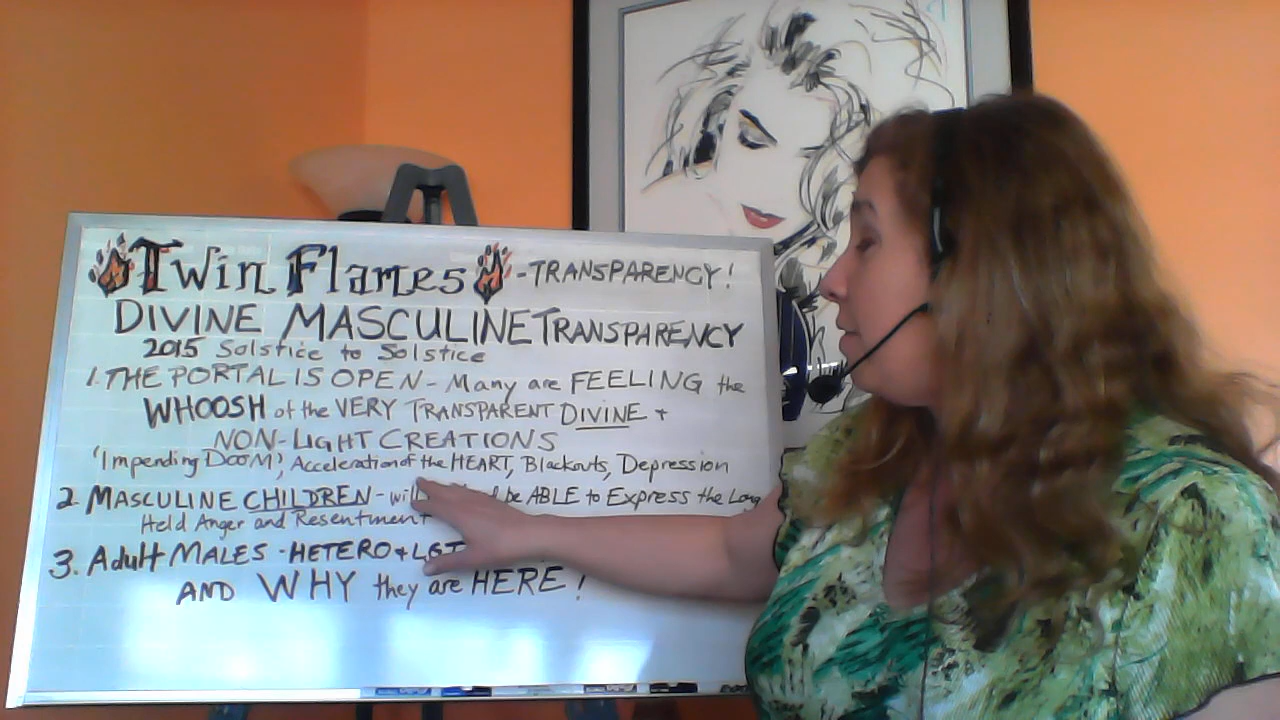 Twin Flames - TRANSPARENCY!
DIVINE MASCULINE TRANSPARENCY
2015 Solstice to Solstice
1. THE PORTAL IS OPEN - Many are FEELING the
WHOOSH of the VERY TRANSPARENT DIVINE +
NON-LIGHT CREATIONS
'Impending DOOM', Acceleration of the HEART, Blackouts, Depression
2. MASCULINE CHILDREN - be ABLE to Express the Long
Held Anger and Resentment
3. Adult MALES - HETERO +
AND WHY they are HERE!